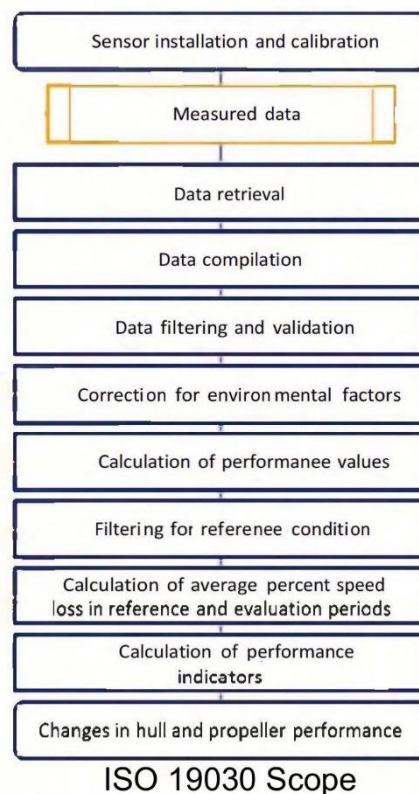 Sensor installation and calibration
Measured data
Data retrieval
Data compilation
Data filtering and validation
Correction for environmental factors
Calculation of performanee values
Filtering for referenee condition
Calculation of average percent speed
loss in reference and evaluation periods
Calculation of performance
indicators
Changes in hull and propeller performance
ISO 19030 Scope